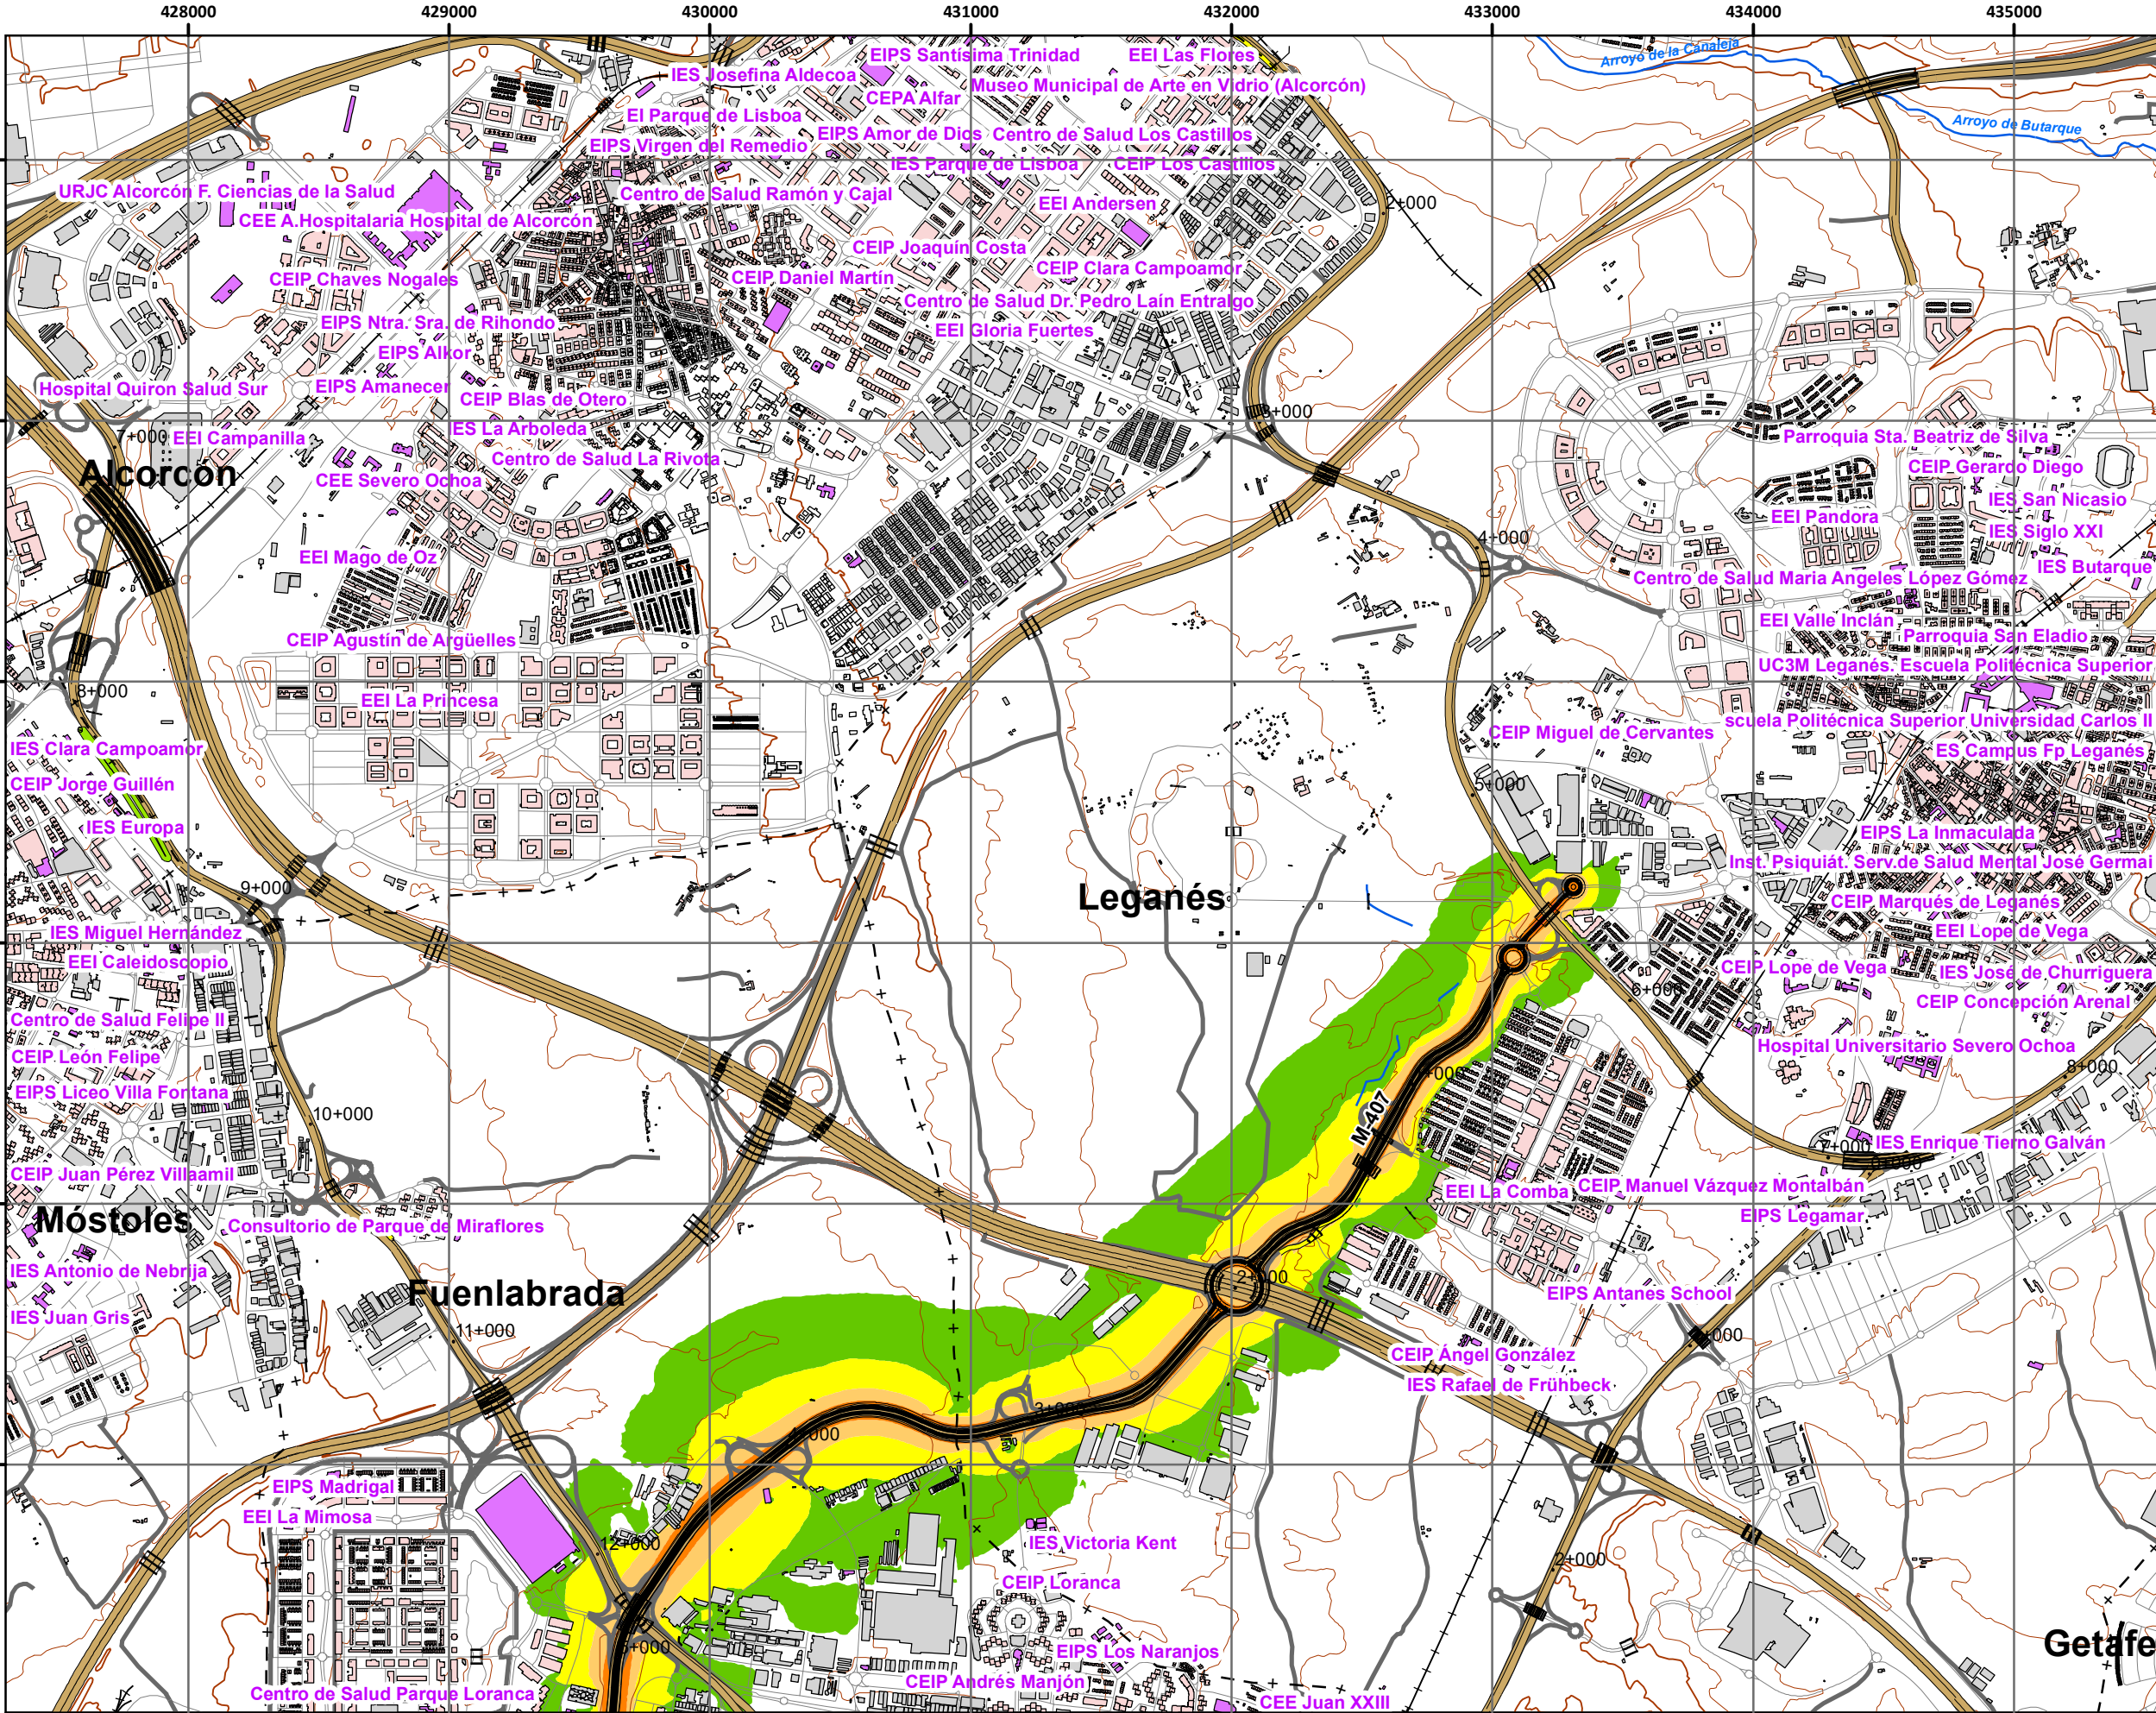 428000 429000 430000 431000 432000 433000 434000 435000
EIPS Santísima Trinidad
EEI Las Flores
Arroyo de la Canaleja
IES Josefina Aldecoa
Museo Municipal de Arte en Vidrio (Alcorcón)
CEPA Alfar
EI Parque de Lisboa
Arroyo de Butarque
EIPS Amor de Dios
Centro de Salud Los Castillos
EIPS Virgen del Remedio
IES Parque de Lisboa
CEIP Los Castillos
URJC Alcorcón F. Ciencias de la Salud
Centro de Salud Ramón y Cajal
EEI Andersen
2+000
CEE A.Hospitalaria Hospital de Alcorcón
CEIP Joaquín Costa
CEIP Clara Campoamor
CEIP Chaves Nogales
CEIP Daniel Martín
Centro de Salud Dr. Pedro Laín Entralgo
EIPS Ntra. Sra. de Rihondo
EEI Gloria Fuertes
EIPS Alkor
Hospital Quiron Salud Sur
EIPS Amanecer
CEIP Blas de Otero
3+000
7+000
EEI Campanilla
IES La Arboleda
Parroquia Sta. Beatriz de Silva
Centro de Salud La Rivota
CEIP Gerardo Diego
Alcorcón
CEE Severo Ochoa
IES San Nicasio
EEI Pandora
IES Siglo XXI
4+000
EEI Mago de Oz
IES Butarque
Centro de Salud Maria Angeles López Gómez
EEI Valle Inclán
CEIP Agustín de Argüelles
Parroquia San Eladio
UC3M Leganés. Escuela Politécnica Superior
8+000
EEI La Princesa
scuela Politécnica Superior Universidad Carlos II
CEIP Miguel de Cervantes
IES Clara Campoamor
ES Campus Fp Leganés
CEIP Jorge Guillén
5+000
IES Europa
EIPS La Inmaculada
Inst. Psiquiát. Serv.de Salud Mental José Germai
9+000
Leganés
CEIP Marqués de Leganés
IES Miguel Hernández
EEI Lope de Vega
EEI Caleidoscopio
CEIP Lope de Vega
IES José de Churriguera
6+000
CEIP Concepción Arenal
Centro de Salud Felipe II
Hospital Universitario Severo Ochoa
CEIP León Felipe
8+000
EIPS Liceo Villa Fontana
10+000
M-407
7+000
IES Enrique Tierno Galván
CEIP Juan Pérez Villaamil
EEI La Comba
CEIP Manuel Vázquez Montalbán
Móstoles
Consultorio de Parque de Miraflores
EIPS Legamar
IES Antonio de Nebrija
2+000
Fuenlabrada
EIPS Antanes School
IES Juan Gris
11+000
CEIP Ángel González
IES Rafael de Frühbeck
3+000
4+000
EIPS Madrigal
EEI La Mimosa
12+000
IES Victoria Kent
2+000
CEIP Loranca
5+000
EIPS Los Naranjos
Getafe
CEIP Andrés Manjón
Centro de Salud Parque Loranca
CEE Juan XXIII